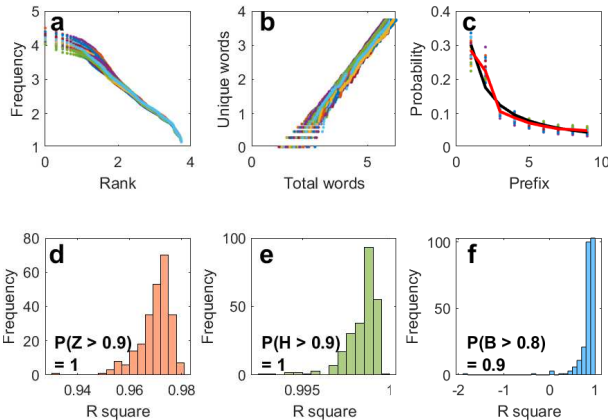 a
5
4
3
2
1
Frequency
0
2
4
Rank
b
4
3
2
1
0
Unique words
0
2
4
6
Total words
c
0.4
0.3
0.2
0.1
0
Probability
0
5
10
Prefix
d
80
60
40
20
0
Frequency
P(Z > 0.9)
= 1
0.94
0.96
0.98
R square
e
100
50
0
Frequency
P(H > 0.9)
= 1
0.995
1
R square
f
100
50
0
Frequency
P(B > 0.8)
= 0.9
-2
-1
0
1
R square